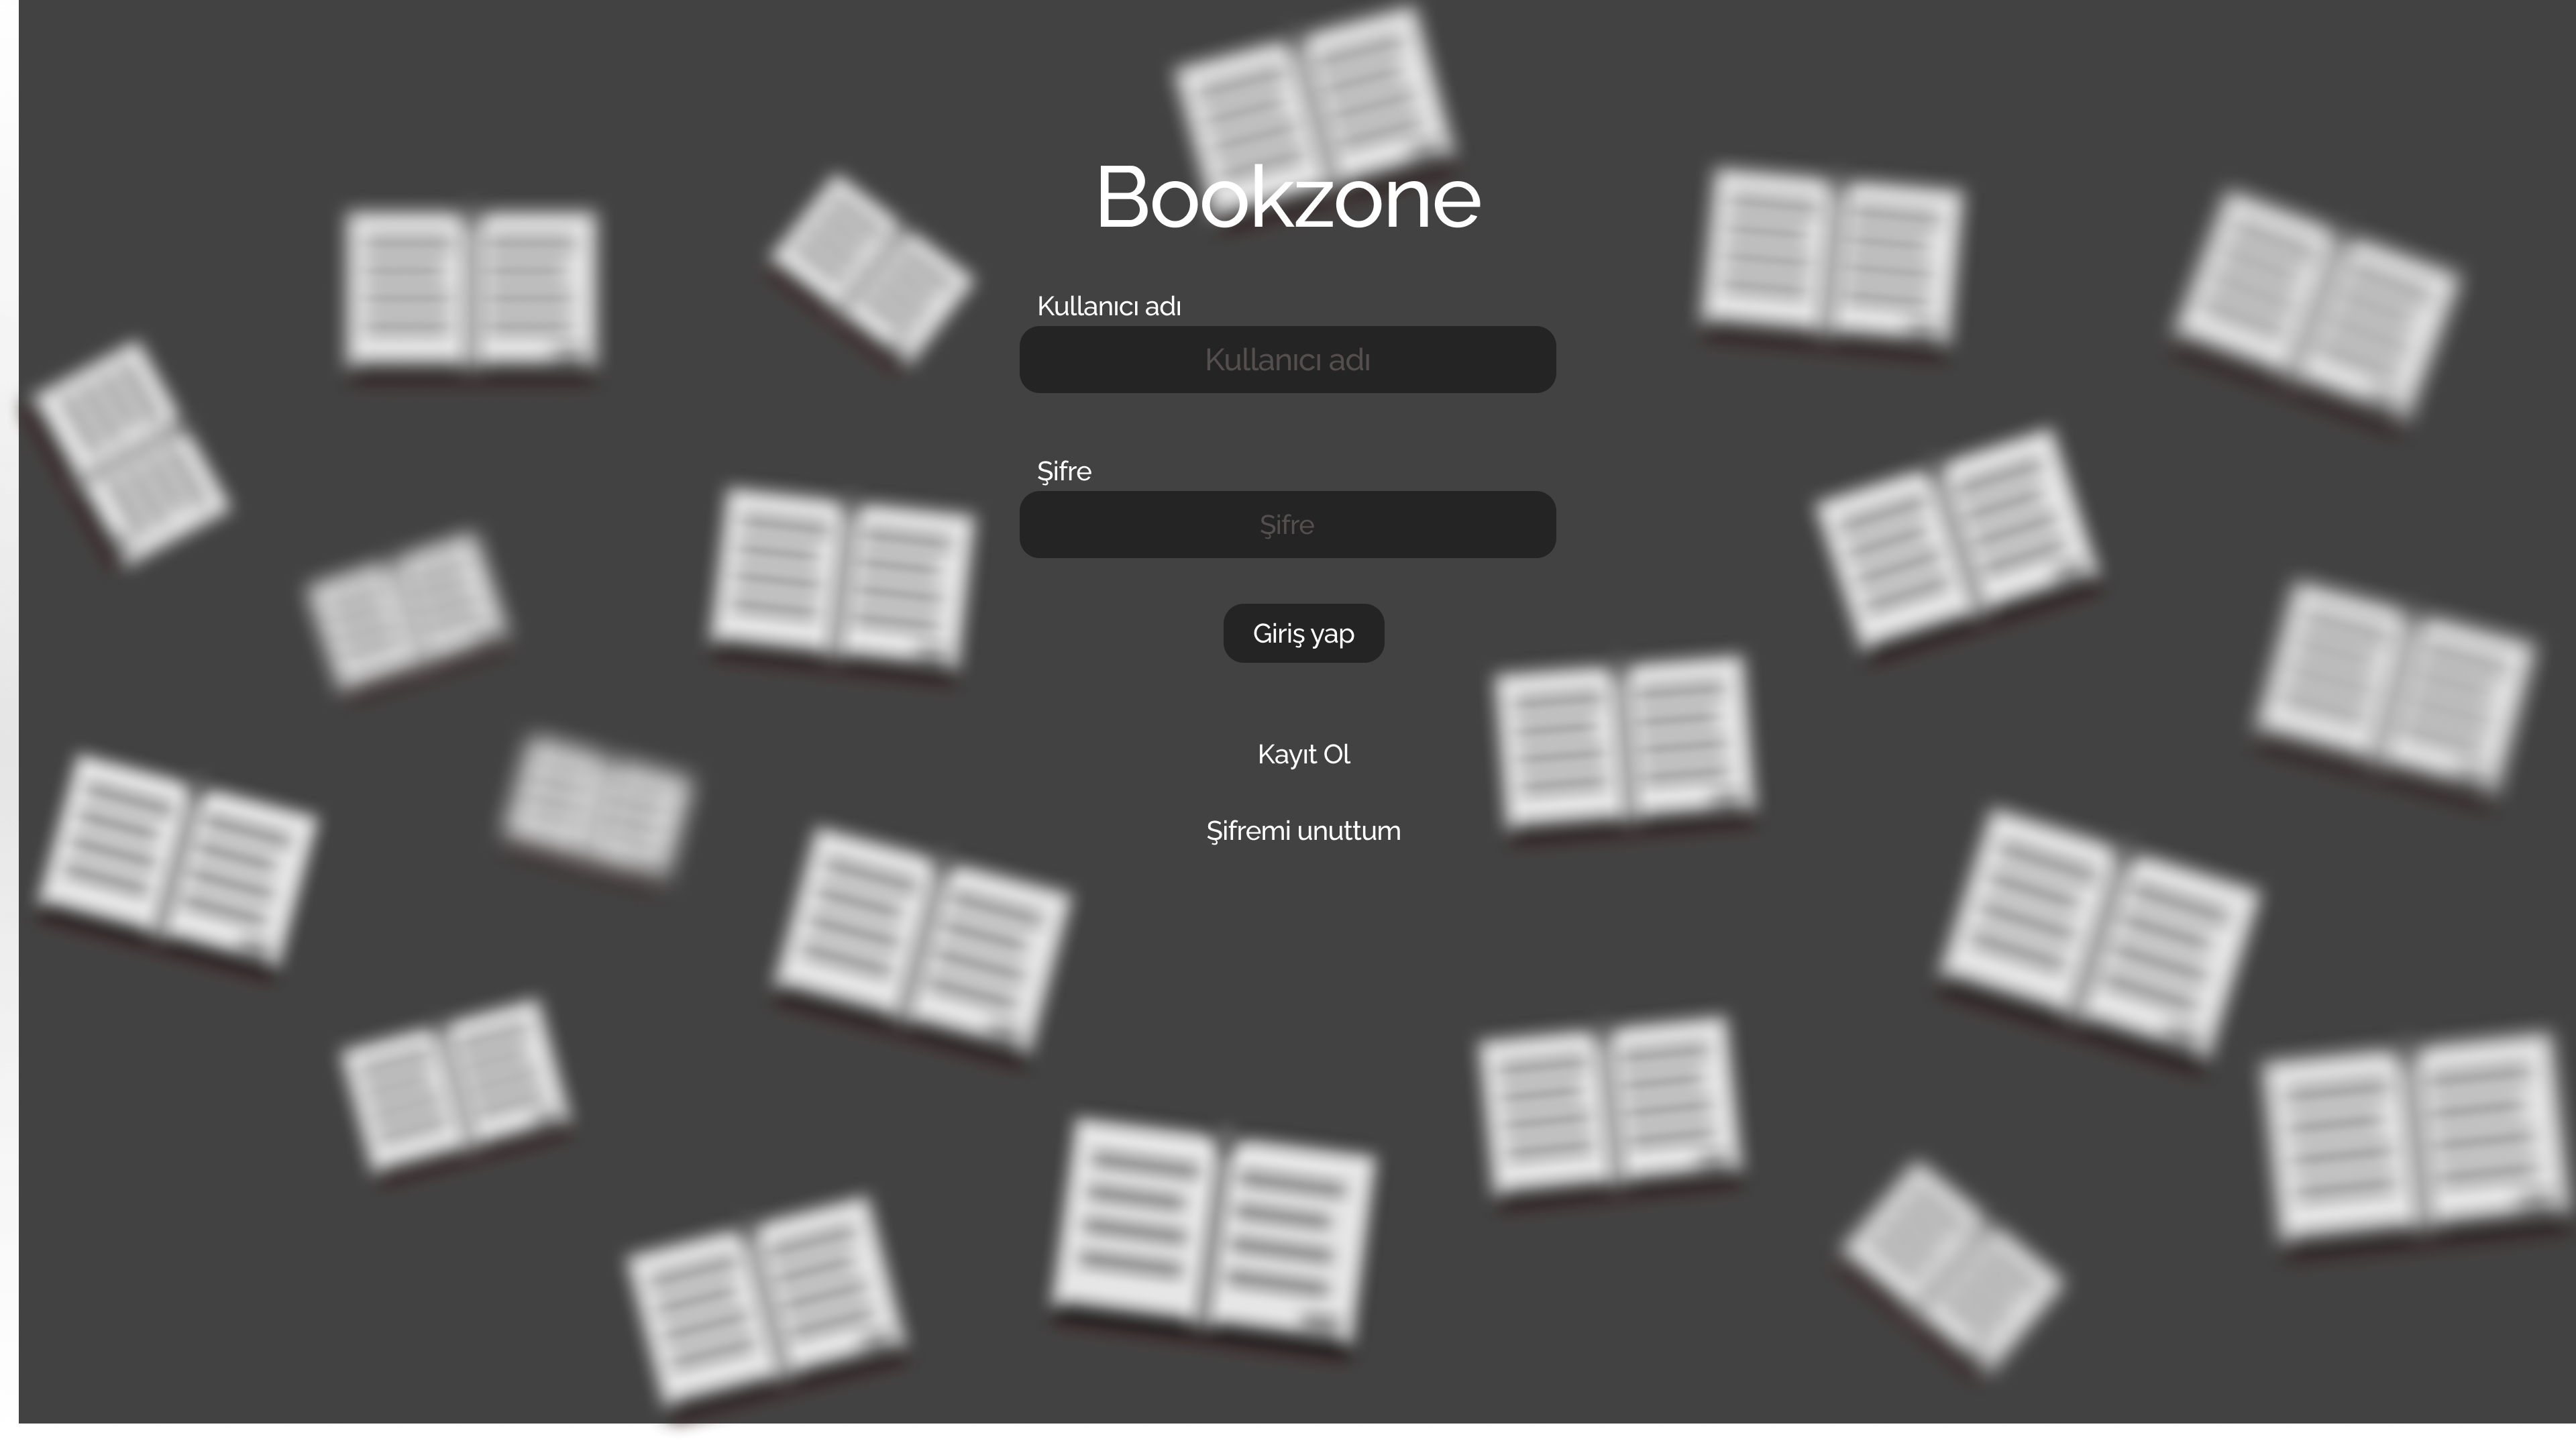 Bookzone
Kullanıcı adı
Kullanıcı adı
Şifre
Şifre
Giriş yap
Kayıt Ol
Şifremi unuttum